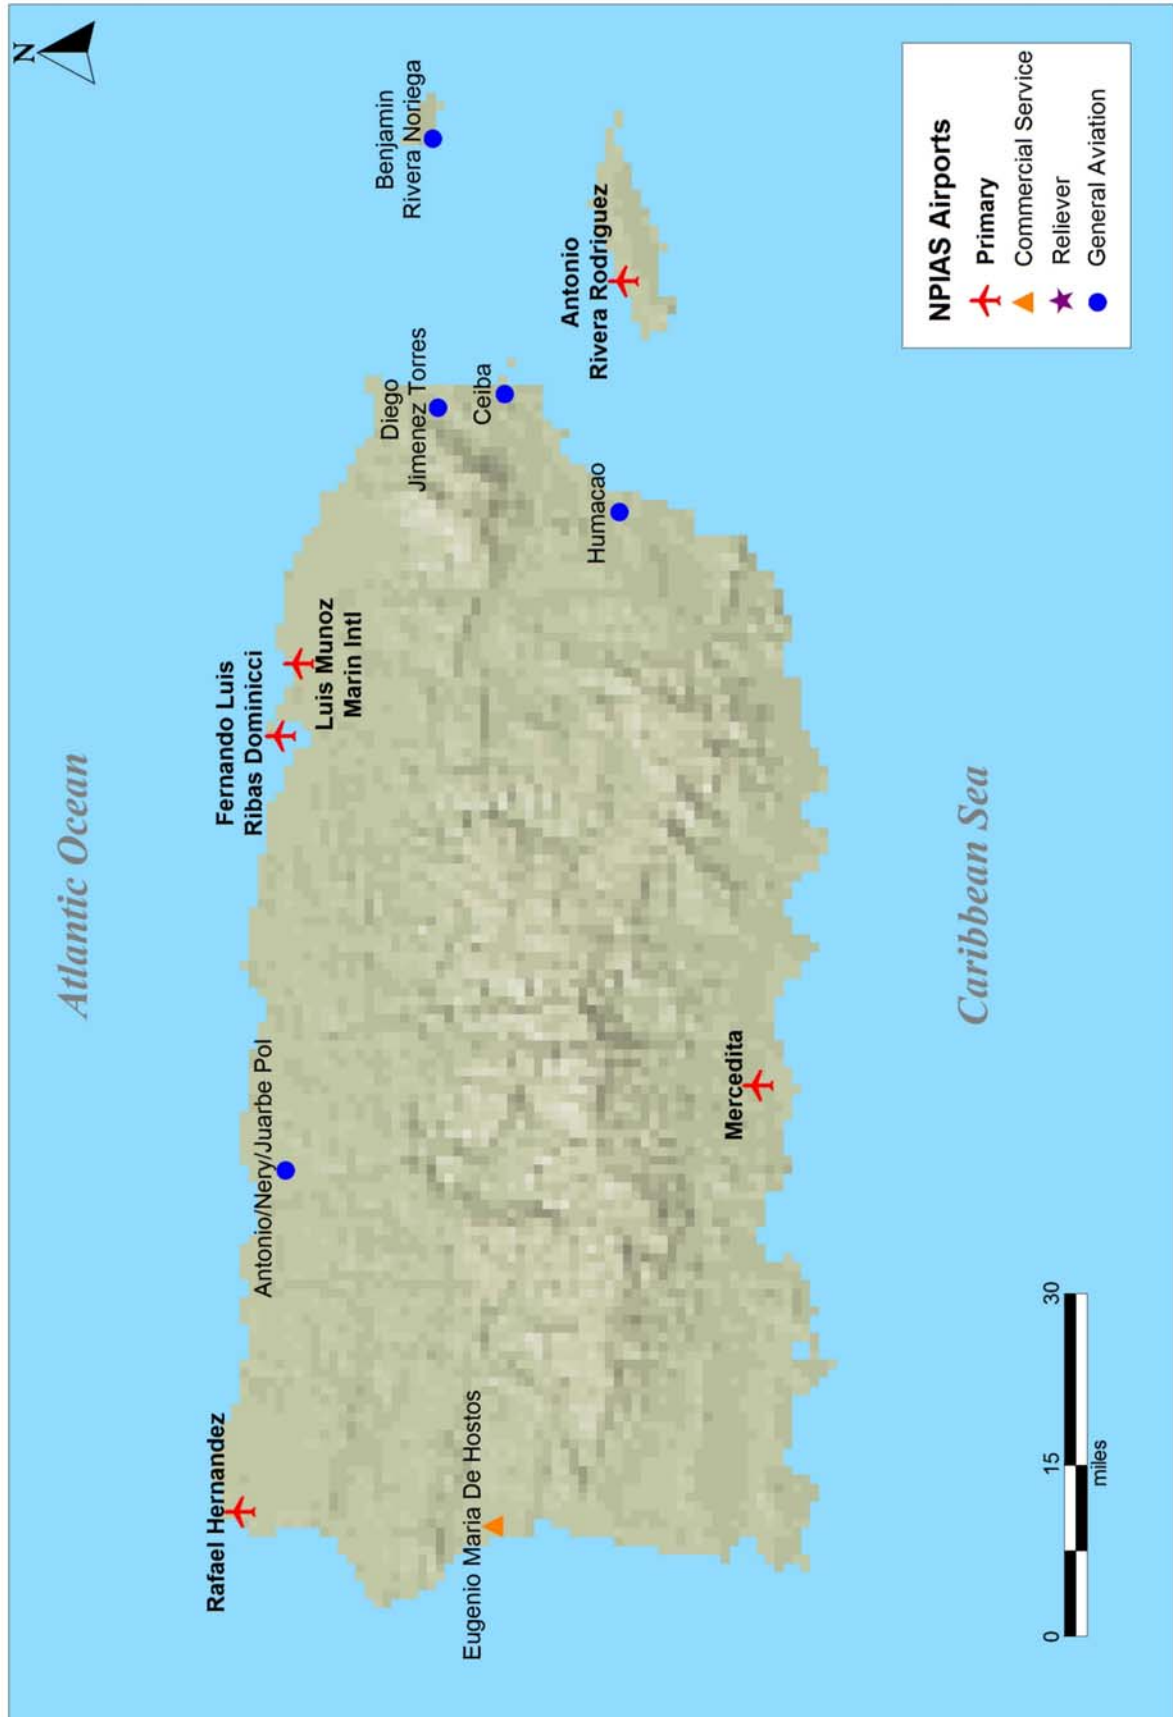 N
Atlantic Ocean
Rafael Hernandez
Antonio/Nery/Juarbe Pol
Fernando Luis
Ribas Dominicci
Luis Munoz
Marin Intl
Diego
Jimenez Torres
Benjamin
Rivera Noriega
Eugenio Maria De Hostos
Ceiba
Humacao
Antonio
Rivera Rodriguez
Mercedita
Caribbean Sea
0
15
30
miles
NPIAS Airports
Primary
Commercial Service
Reliever
General Aviation